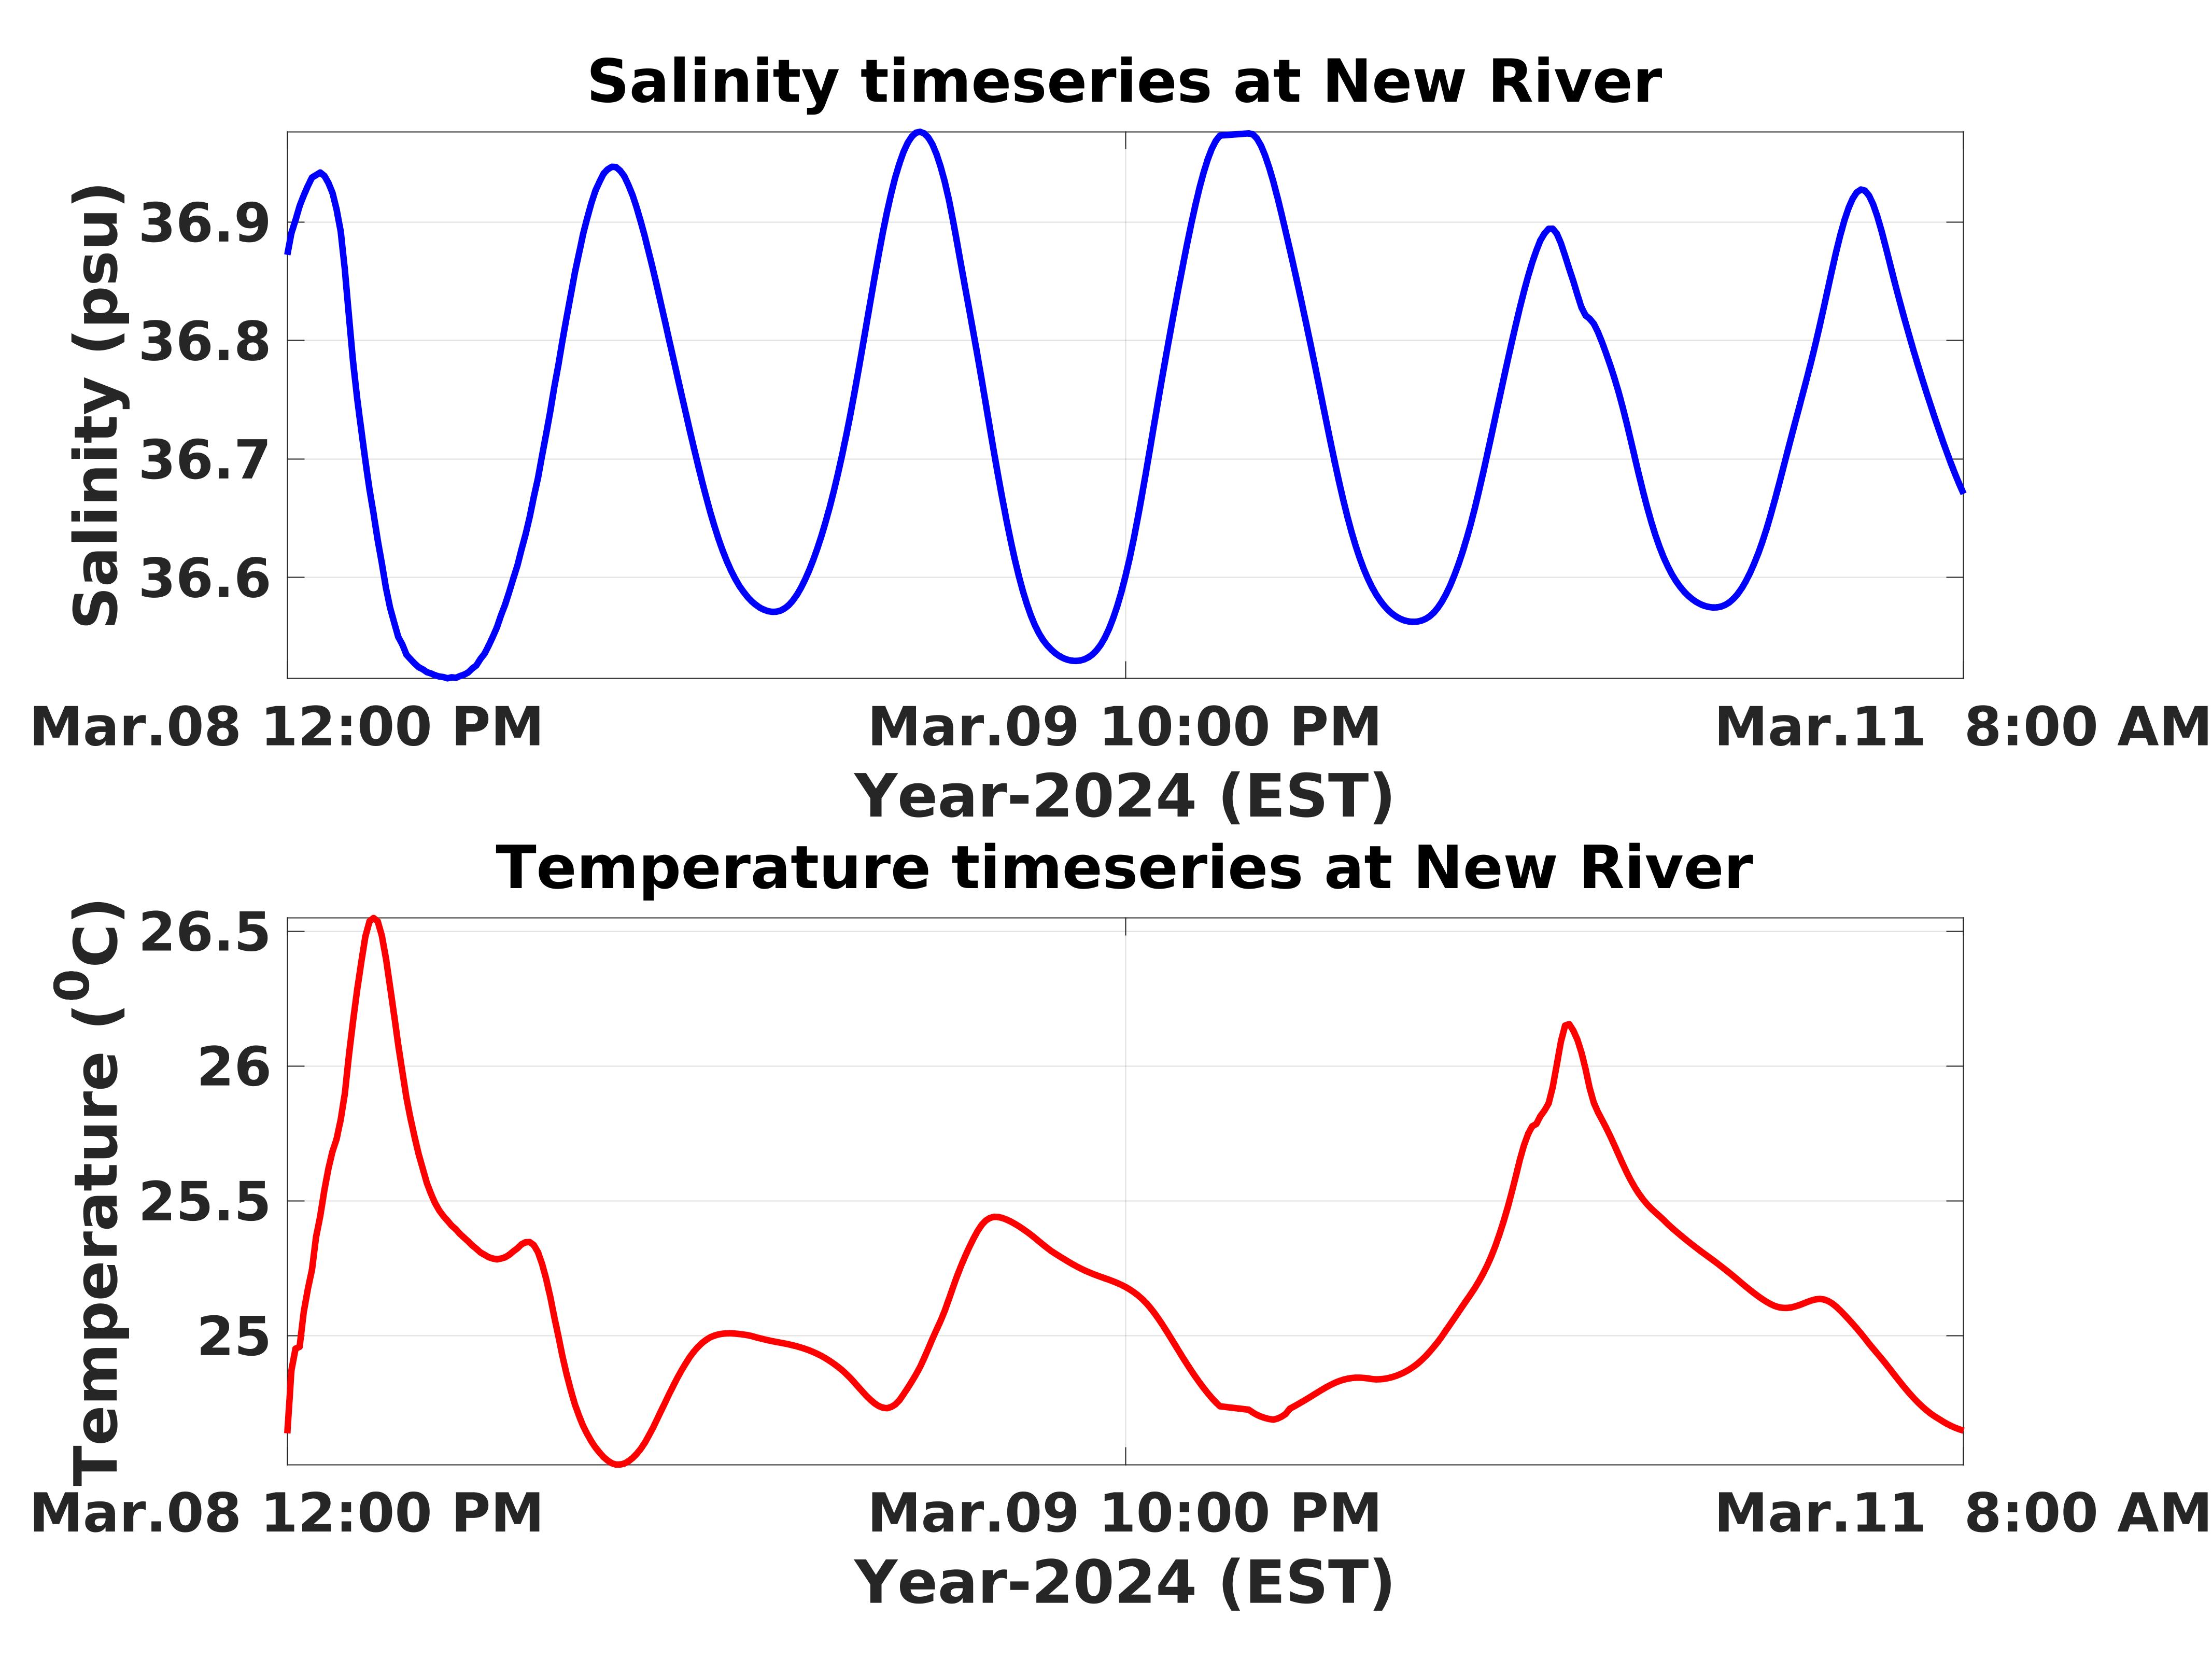 Salinity timeseries at New River
Salinity (psu)
36.9
36.8
36.7
36.6
Mar.08 12:00 PM Mar.09 10:00 PM Mar.11  8:00 AM
Year-2024 (EST)
Temperature timeseries at New River
Temperature (⁰C)
26.5
26
25.5
25
Mar.08 12:00 PM Mar.09 10:00 PM Mar.11  8:00 AM
Year-2024 (EST)